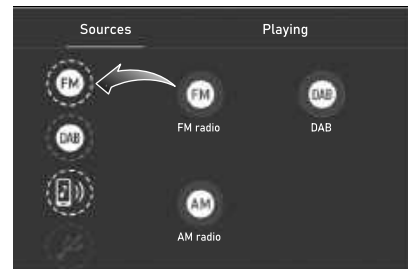 Sources Playing
FM FM DAB
FM radio DAB
DAB
AM
AM radio